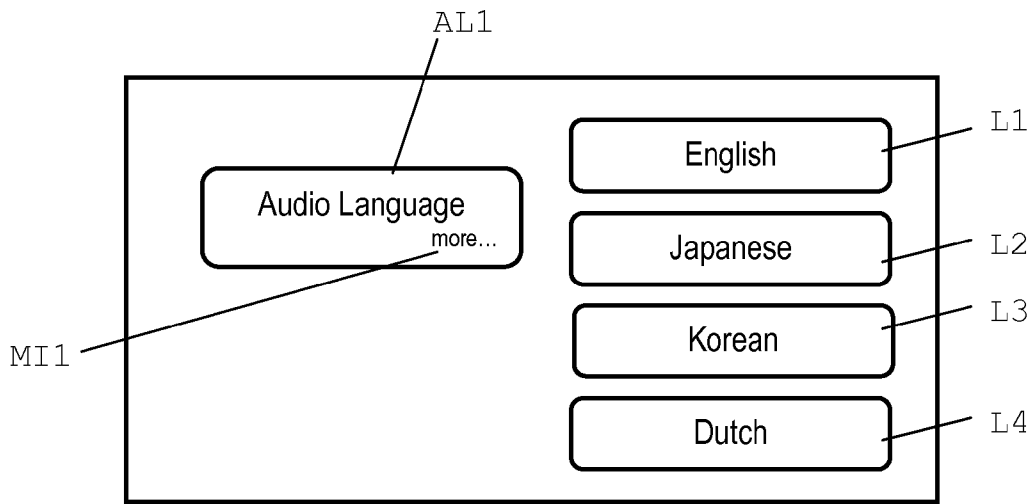 AL1
English
L1
Audio Language
more...
Japanese
L2
MI1
Korean
L3
Dutch
L4